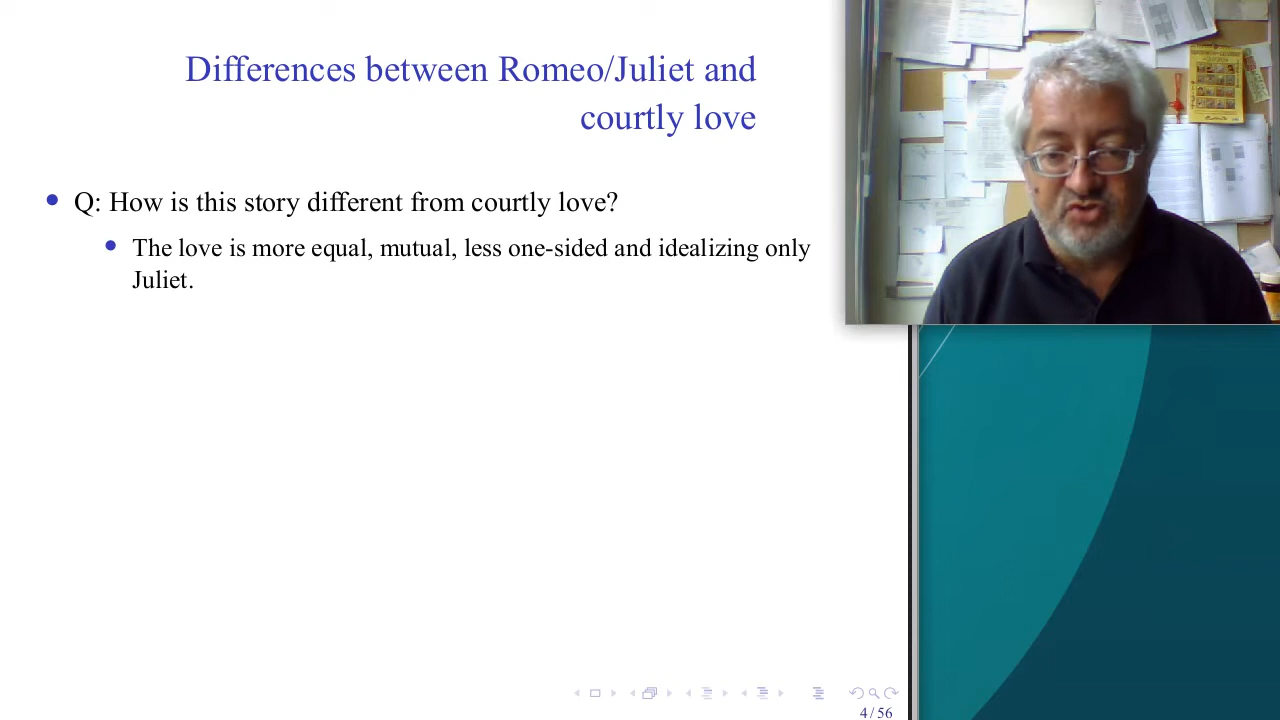 Differences between Romeo/Juliet and
courtly love
Q: How is this story different from courtly love?
The love is more equal, mutual, less one-sided and idealizing only
Juliet.
4 / 56